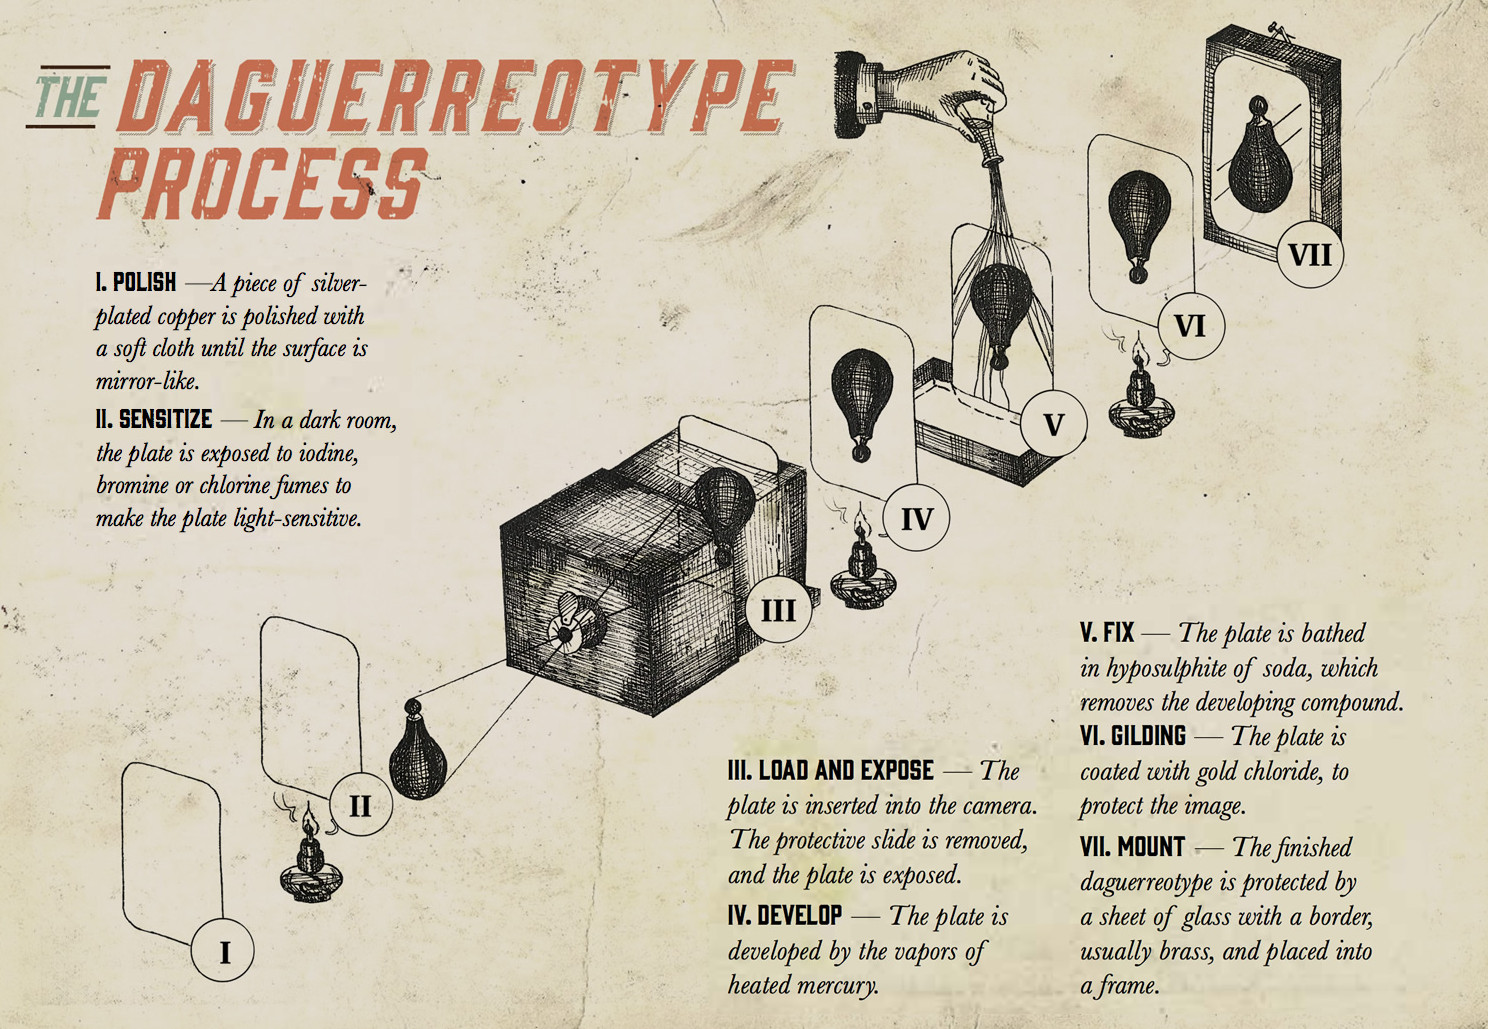 THE DAGUERREOTYPE
PROCESS
I. POLISH —A piece of silver-
plated copper is polished with
a soft cloth until the surface is
mirror-like.
II. SENSITIZE — In a dark room,
the plate is exposed to iodine,
bromine or chlorine fumes to
make the plate light-sensitive.
III. LOAD AND EXPOSE — The
plate is inserted into the camera.
The protective slide is removed,
and the plate is exposed.
IV. DEVELOP — The plate is
developed by the vapors of
heated mercury.
V. FIX — The plate is bathed
in hyposulphite of soda, which
removes the developing compound.
VI. GILDING — The plate is
coated with gold chloride, to
protect the image.
VII. MOUNT — The finished
daguerreotype is protected by
a sheet of glass with a border,
usually brass, and placed into
a frame.
I
II
III
IV
V
VI
VII